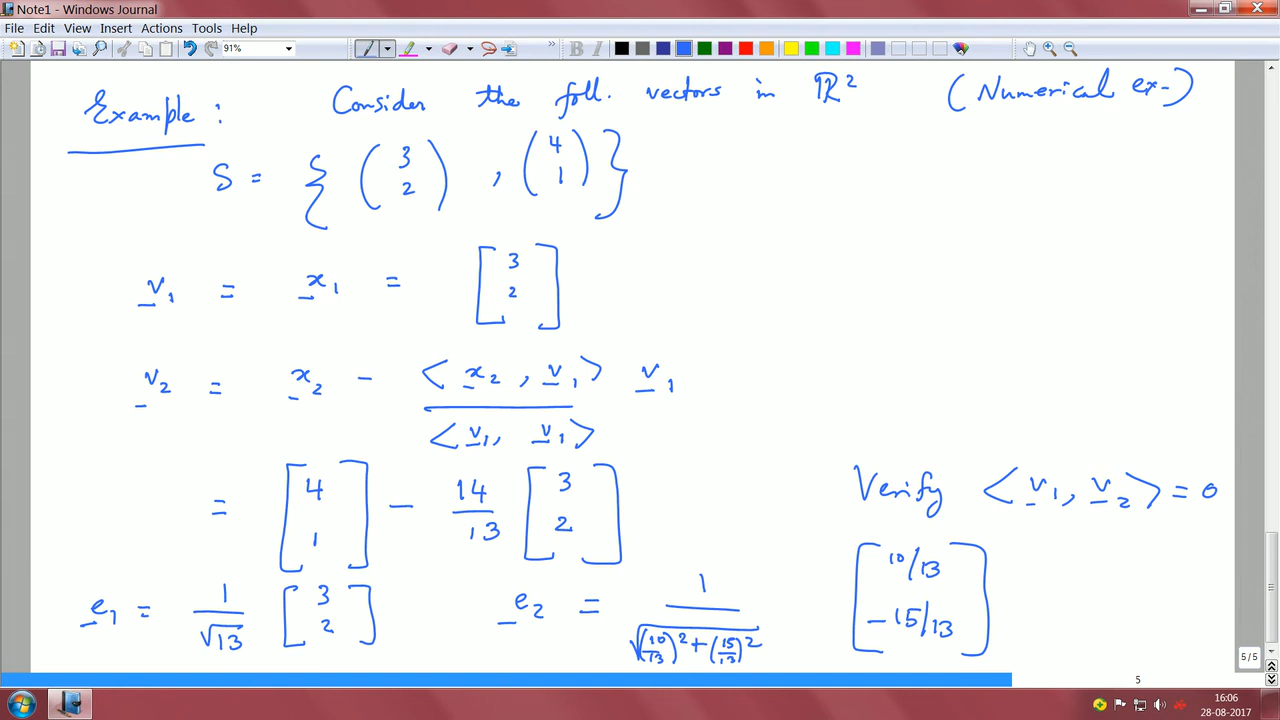 Note1 - Windows Journal
File Edit View Insert Actions Tools Help
91%
Example : Consider the foll. vectors in ℝ² (Numerical ex-)
S = { (3 2) , (4 1) }
v₁ = x₁ = [3 2]
v₂ = x₂ - <x₂, v₁> / <v₁, v₁> v₁
= [4 1] - 14/13 [3 2] Verify <v₁, v₂> = 0
e₁ = 1/√13 [3 2] e₂ = 1/√((10/13)² + (15/13)²) [10/13 -15/13]
5/5
5
16:06
28-08-2017